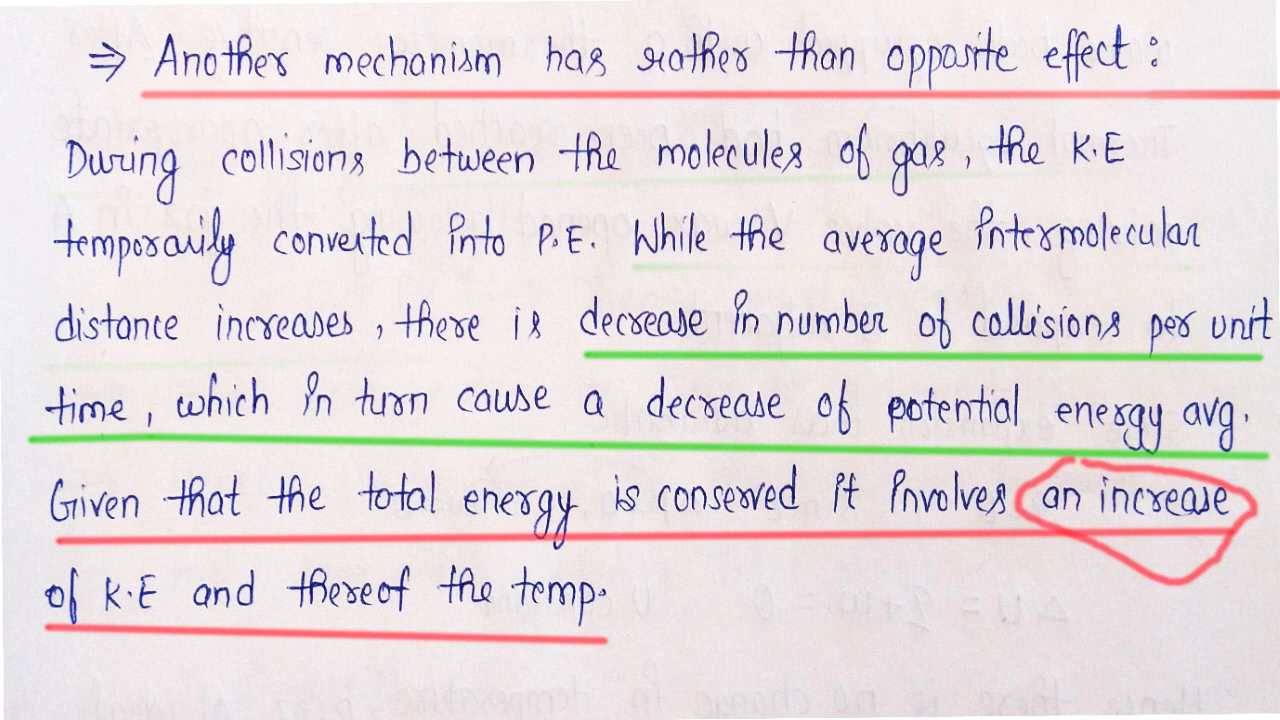 ⇒ Another mechanism has rather than opposite effect:
During collisions between the molecules of gas, the K.E
temporarily converted into P.E. While the average intermolecular
distance increases, there is decrease in number of collisions per unit
time, which in turn cause a decrease of potential energy avg.
Given that the total energy is conserved it involves an increase
of K.E and thereof the temp.